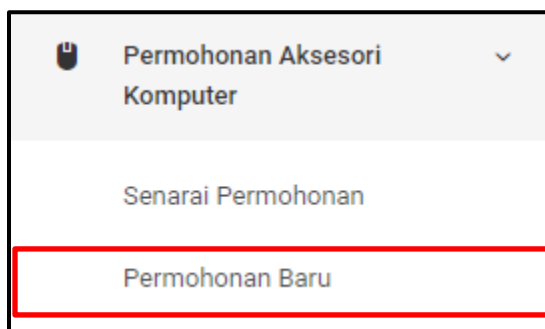 Permohonan Aksesori
Komputer
Senarai Permohonan
Permohonan Baru